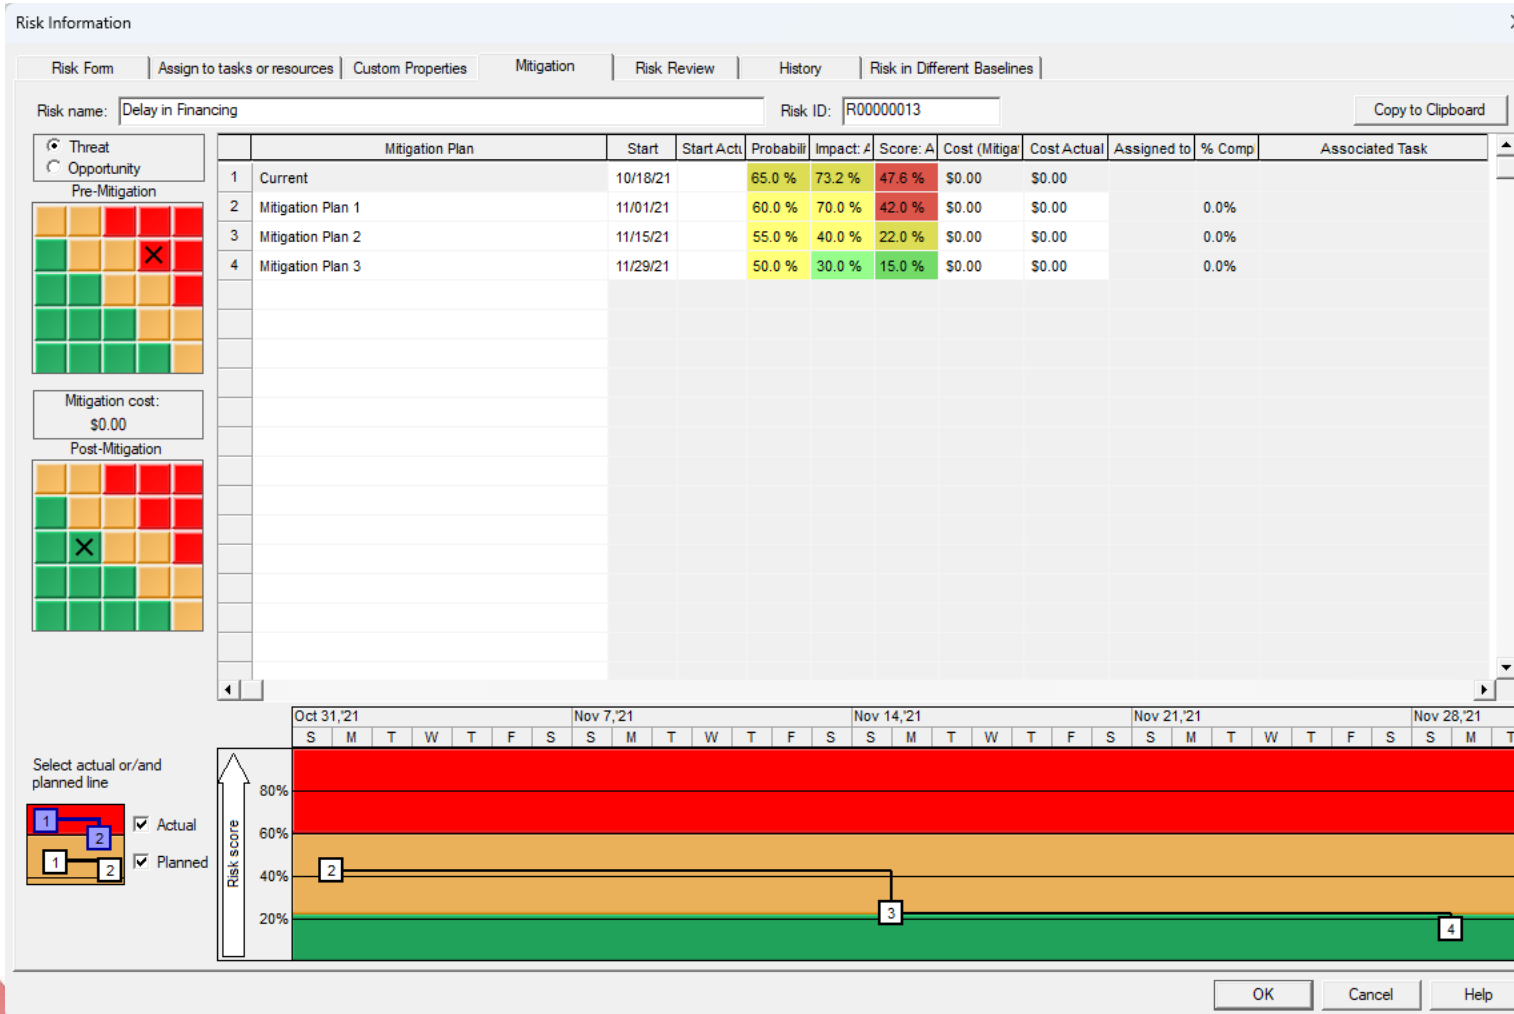 Risk Information
Risk Form Assign to tasks or resources Custom Properties Mitigation Risk Review History Risk in Different Baselines
Risk name: Delay in Financing Risk ID: R00000013 Copy to Clipboard
Threat
Opportunity
Pre-Mitigation
Mitigation cost:
$0.00
Post-Mitigation
Mitigation Plan Start Start Actu Probabili Impact: A Score: A Cost (Mitiga Cost Actual Assigned to % Comp Associated Task
1 Current 10/18/21 65.0 % 73.2 % 47.6 % $0.00 $0.00
2 Mitigation Plan 1 11/01/21 60.0 % 70.0 % 42.0 % $0.00 $0.00 0.0%
3 Mitigation Plan 2 11/15/21 55.0 % 40.0 % 22.0 % $0.00 $0.00 0.0%
4 Mitigation Plan 3 11/29/21 50.0 % 30.0 % 15.0 % $0.00 $0.00 0.0%
Oct 31,'21 Nov 7,'21 Nov 14,'21 Nov 21,'21 Nov 28,'21
S M T W T F S S M T W T F S S M T W T F S S M T W T F S S M T
Select actual or/and
planned line
1 2 Actual
1 2 Planned
Risk score
80%
60%
40%
20%
2
3
4
OK Cancel Help